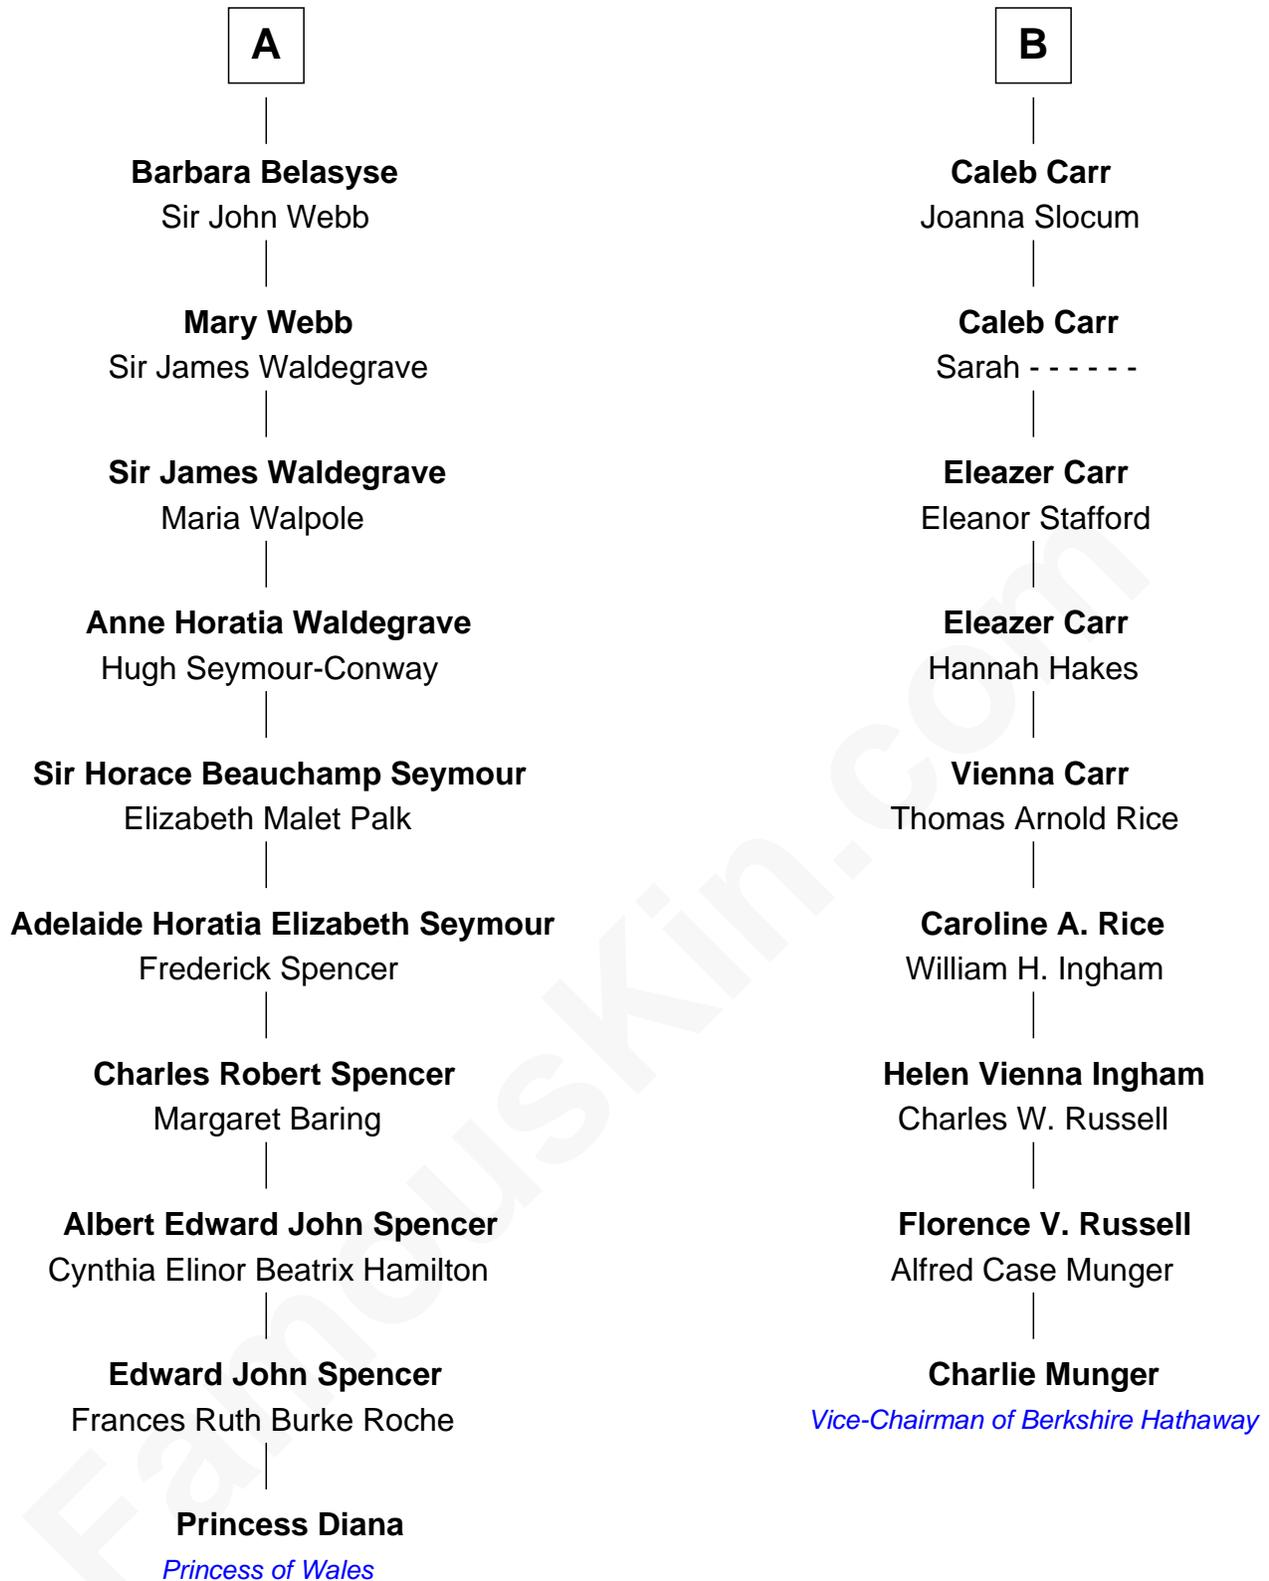 A
Barbara Belasyse
Sir John Webb
Mary Webb
Sir James Waldegrave
Sir James Waldegrave
Maria Walpole
Anne Horatia Waldegrave
Hugh Seymour-Conway
Sir Horace Beauchamp Seymour
Elizabeth Malet Palk
Adelaide Horatia Elizabeth Seymour
Frederick Spencer
Charles Robert Spencer
Margaret Baring
Albert Edward John Spencer
Cynthia Elinor Beatrix Hamilton
Edward John Spencer
Frances Ruth Burke Roche
Princess Diana
Princess of Wales
B
Caleb Carr
Joanna Slocum
Caleb Carr
Sarah - - - - - -
Eleazer Carr
Eleanor Stafford
Eleazer Carr
Hannah Hakes
Vienna Carr
Thomas Arnold Rice
Caroline A. Rice
William H. Ingham
Helen Vienna Ingham
Charles W. Russell
Florence V. Russell
Alfred Case Munger
Charlie Munger
Vice-Chairman of Berkshire Hathaway
FamousKin.com